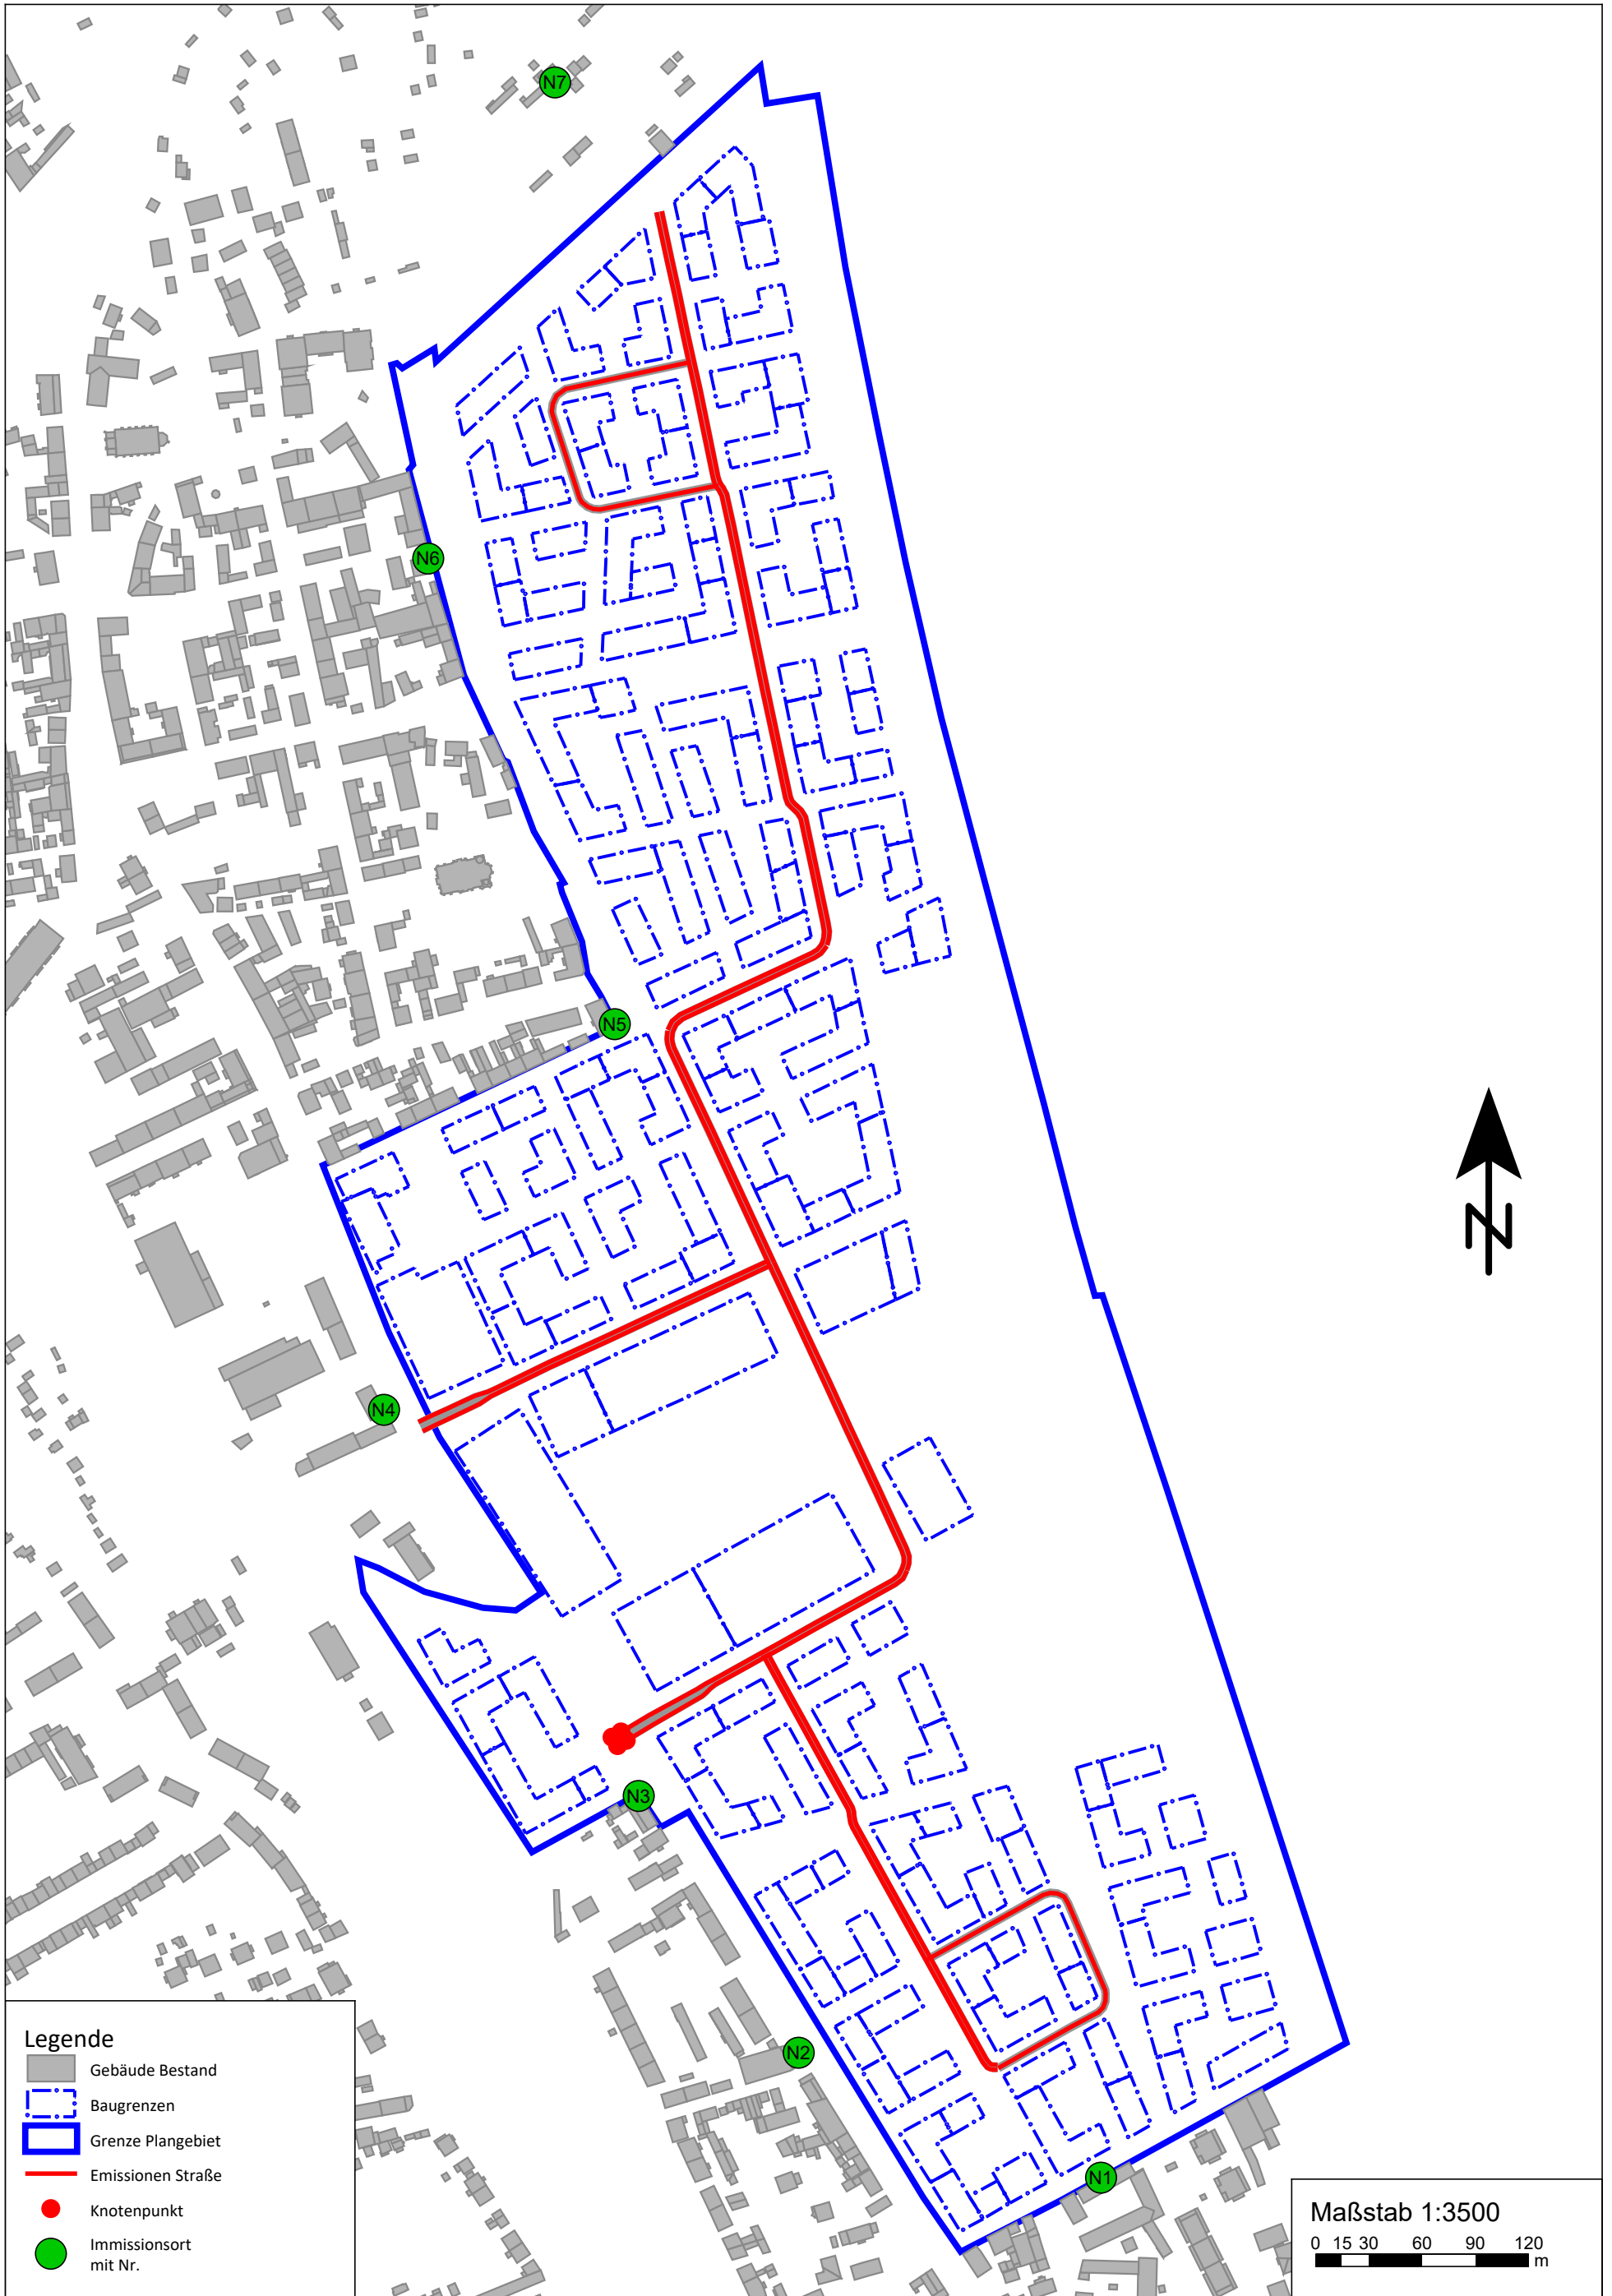 N7
N6
N5
N4
N3
N2
N1
N
Legende
Gebäude Bestand
Baugrenzen
Grenze Plangebiet
Emissionen Straße
Knotenpunkt
Immissionsort
mit Nr.
Maßstab 1:3500
0 15 30 60 90 120
m